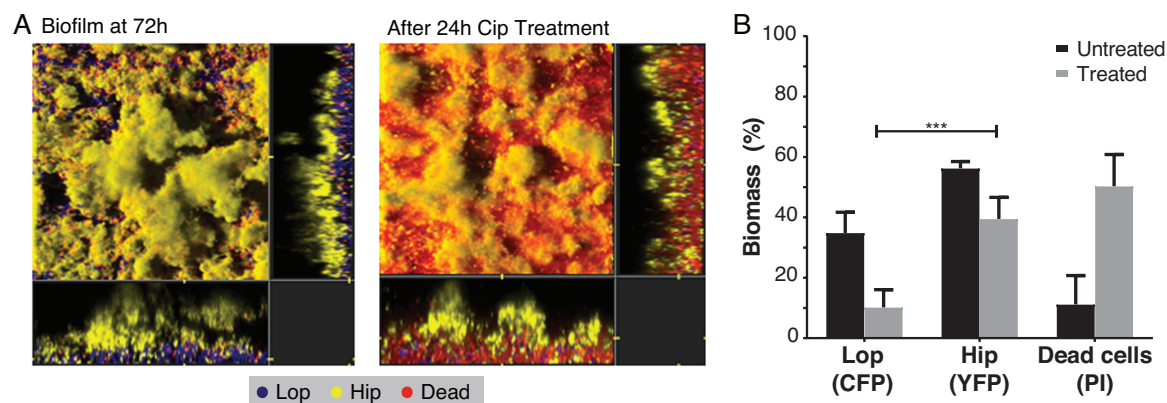 A
Biofilm at 72h
After 24h Cip Treatment
Lop Hip Dead
B
Untreated
Treated
Biomass (%)
100
80
60
40
20
0
***
Lop
(CFP)
Hip
(YFP)
Dead cells
(PI)